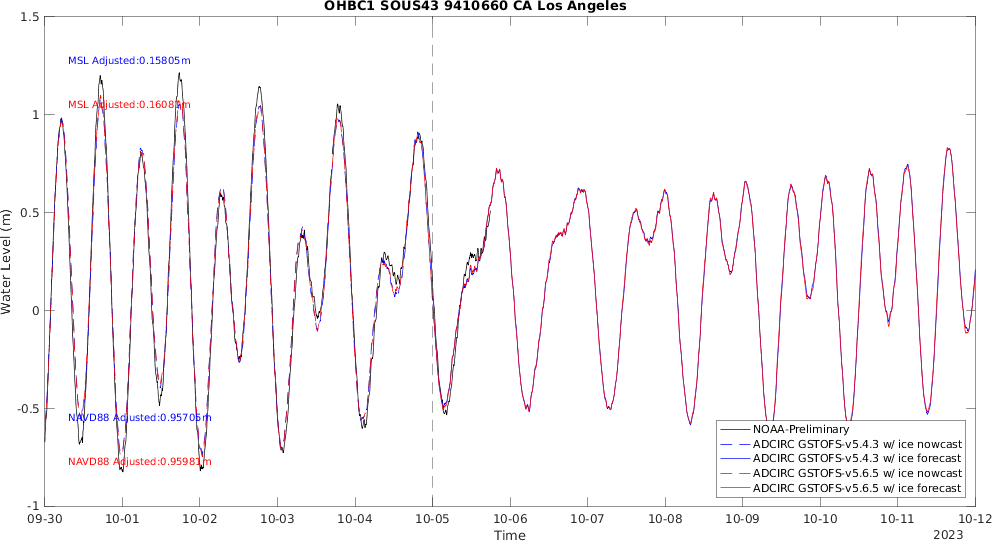 OHBC1 SOUS43 9410660 CA Los Angeles
1.5
1
0.5
0
-0.5
-1
Water Level (m)
MSL Adjusted:0.15805m
MSL Adjusted:0.16087m
NAVD88 Adjusted:0.95705m
NAVD88 Adjusted:0.95981m
NOAA-Preliminary
ADCIRC GSTOFS-v5.4.3 w/ ice nowcast
ADCIRC GSTOFS-v5.4.3 w/ ice forecast
ADCIRC GSTOFS-v5.6.5 w/ ice nowcast
ADCIRC GSTOFS-v5.6.5 w/ ice forecast
09-30 10-01 10-02 10-03 10-04 10-05 10-06 10-07 10-08 10-09 10-10 10-11 10-12
Time
2023